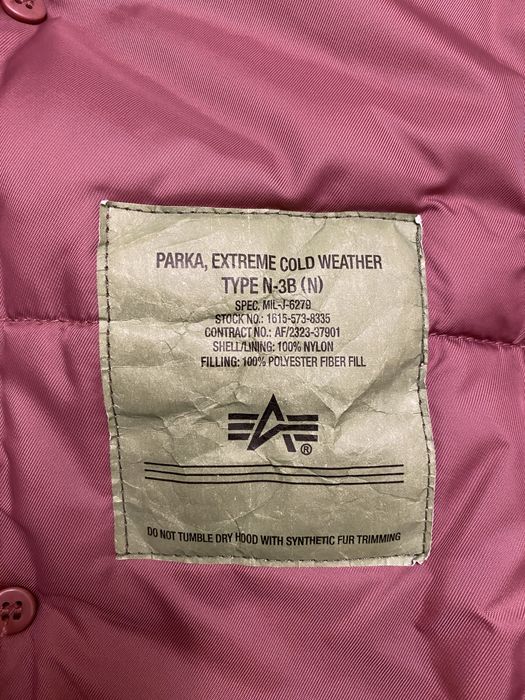 PARKA, EXTREME COLD WEATHER
TYPE N-3B (N)
SPEC. MIL-J-6279
STOCK NO.: 1615-573-8335
CONTRACT NO.: AF/2323-37901
SHELL/LINING: 100% NYLON
FILLING: 100% POLYESTER FIBER FILL
®
DO NOT TUMBLE DRY HOOD WITH SYNTHETIC FUR TRIMMING